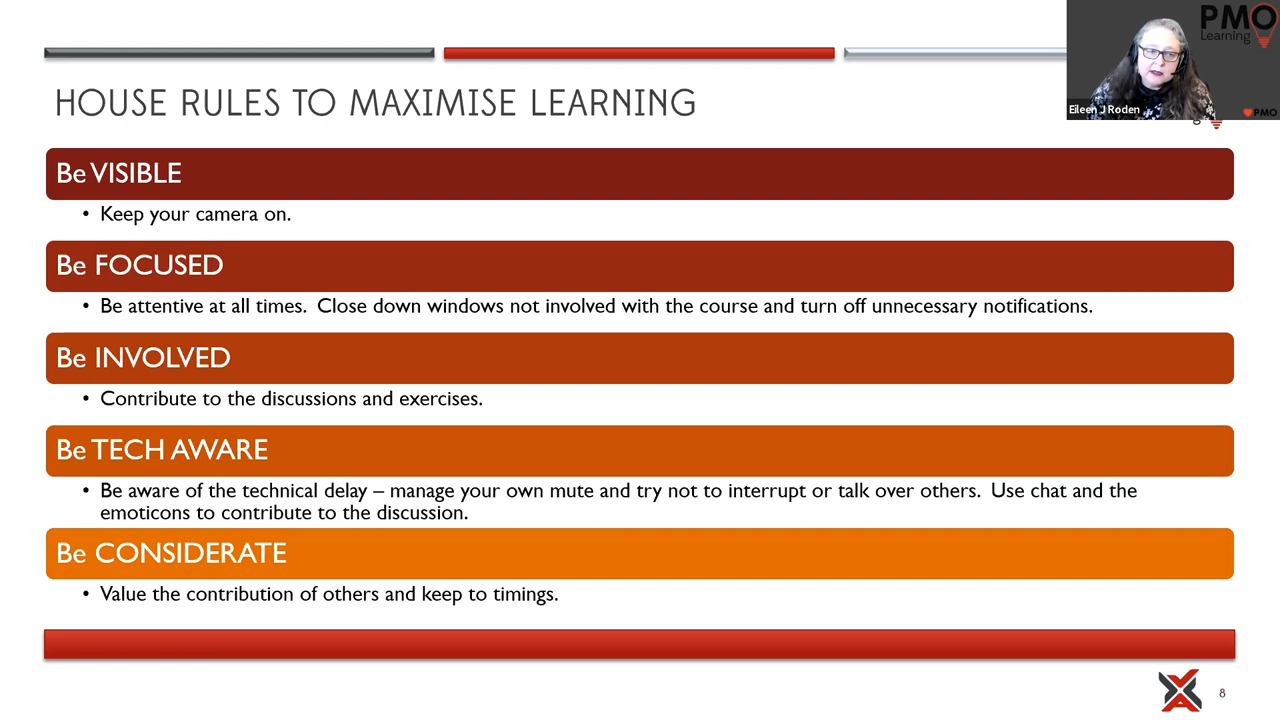 PMO
Learning
Eileen J Roden
PMO
HOUSE RULES TO MAXIMISE LEARNING
Be VISIBLE
• Keep your camera on.
Be FOCUSED
• Be attentive at all times. Close down windows not involved with the course and turn off unnecessary notifications.
Be INVOLVED
• Contribute to the discussions and exercises.
Be TECH AWARE
• Be aware of the technical delay – manage your own mute and try not to interrupt or talk over others. Use chat and the
emoticons to contribute to the discussion.
Be CONSIDERATE
• Value the contribution of others and keep to timings.
8